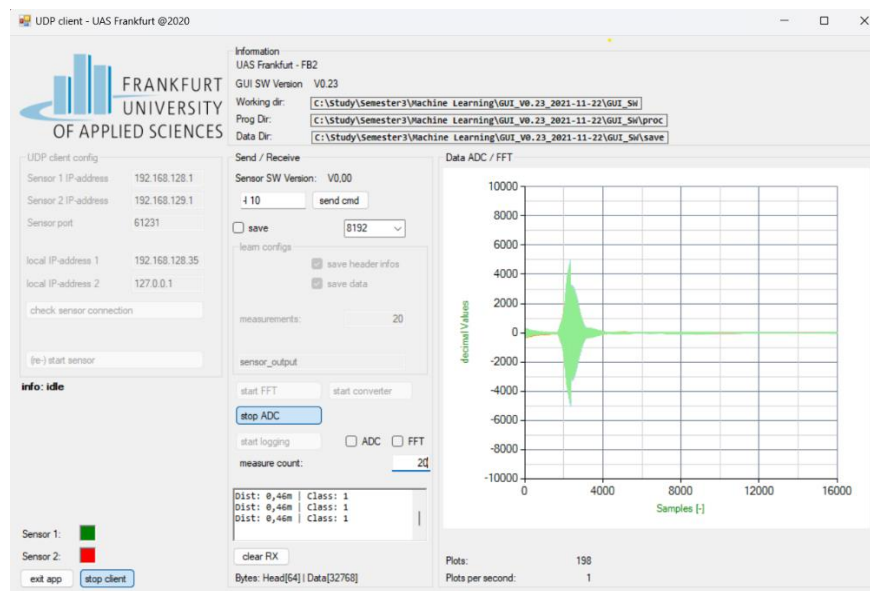 UDP client - UAS Frankfurt @2020
FRANKFURT
UNIVERSITY
OF APPLIED SCIENCES
Information
UAS Frankfurt - FB2
GUI SW Version V0.23
Working dir: C:\Study\Semester3\Machine Learning\GUI_V0.23_2021-11-22\GUI_SW
Prog Dir: C:\Study\Semester3\Machine Learning\GUI_V0.23_2021-11-22\GUI_SW\proc
Data Dir: C:\Study\Semester3\Machine Learning\GUI_V0.23_2021-11-22\GUI_SW\save
UDP client config
Sensor 1 IP-address 192.168.128.1
Sensor 2 IP-address 192.168.129.1
Sensor port 61231
local IP-address 1 192.168.128.35
local IP-address 2 127.0.0.1
check sensor connection
(re-) start sensor
info: idle
Sensor 1:
Sensor 2:
exit app stop client
Send / Receive
Sensor SW Version: V0,00
10 send cmd
save 8192
learn configs
save header infos
save data
measurements: 20
sensor_output
start FFT start converter
stop ADC
start logging ADC FFT
measure count: 20
Dist: 0,46m | Class: 1
Dist: 0,46m | Class: 1
Dist: 0,46m | Class: 1
clear RX
Bytes: Head[64] | Data[32768]
Data ADC / FFT
decimal Values
10000
8000
6000
4000
2000
0
-2000
-4000
-6000
-8000
-10000
0 4000 8000 12000 16000
Samples [-]
Plots: 198
Plots per second: 1